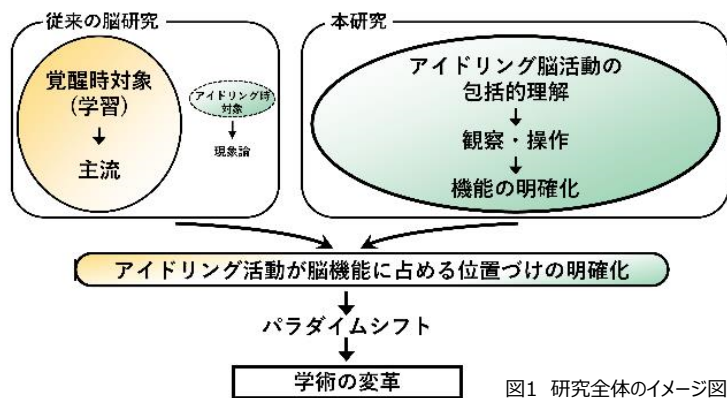 従来の脳研究
覚醒時対象
(学習)
↓
主流
アイドリング時
対象
↓
現象論
本研究
アイドリング脳活動の
包括的理解
↓
観察・操作
↓
機能の明確化
アイドリング活動が脳機能に占める位置づけの明確化
↓
パラダイムシフト
↓
学術の変革
図1 研究全体のイメージ図